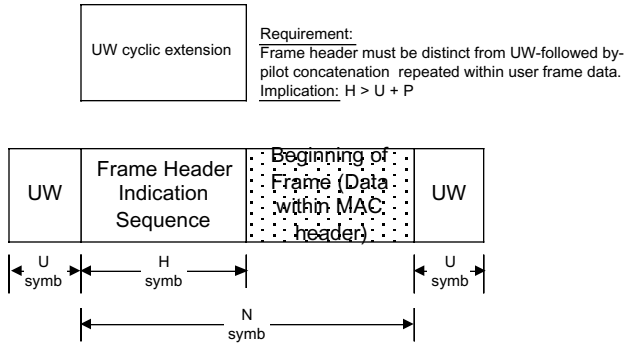 UW cyclic extension
Requirement:
Frame header must be distinct from UW-followed by-
pilot concatenation repeated within user frame data.
Implication: H > U + P
UW
Frame Header
Indication
Sequence
Beginning of
Frame (Data
within MAC
header)
UW
U
symb
H
symb
U
symb
N
symb